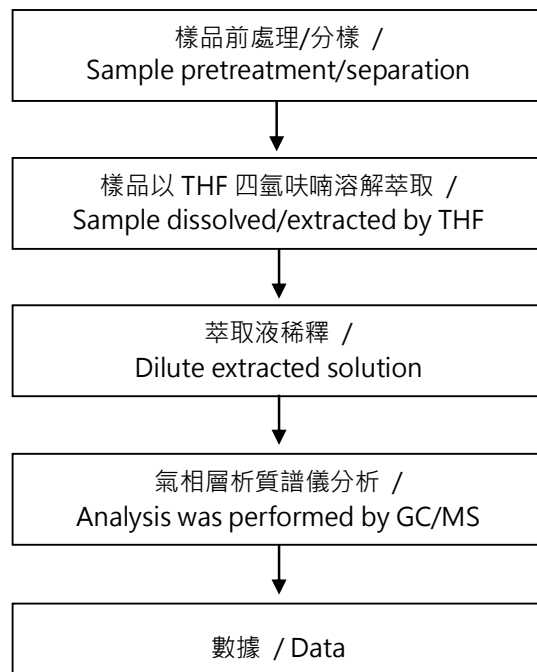 樣品前處理/分樣 /
Sample pretreatment/separation
樣品以 THF 四氫呋喃溶解萃取 /
Sample dissolved/extracted by THF
萃取液稀釋 /
Dilute extracted solution
氣相層析質譜儀分析 /
Analysis was performed by GC/MS
數據 / Data